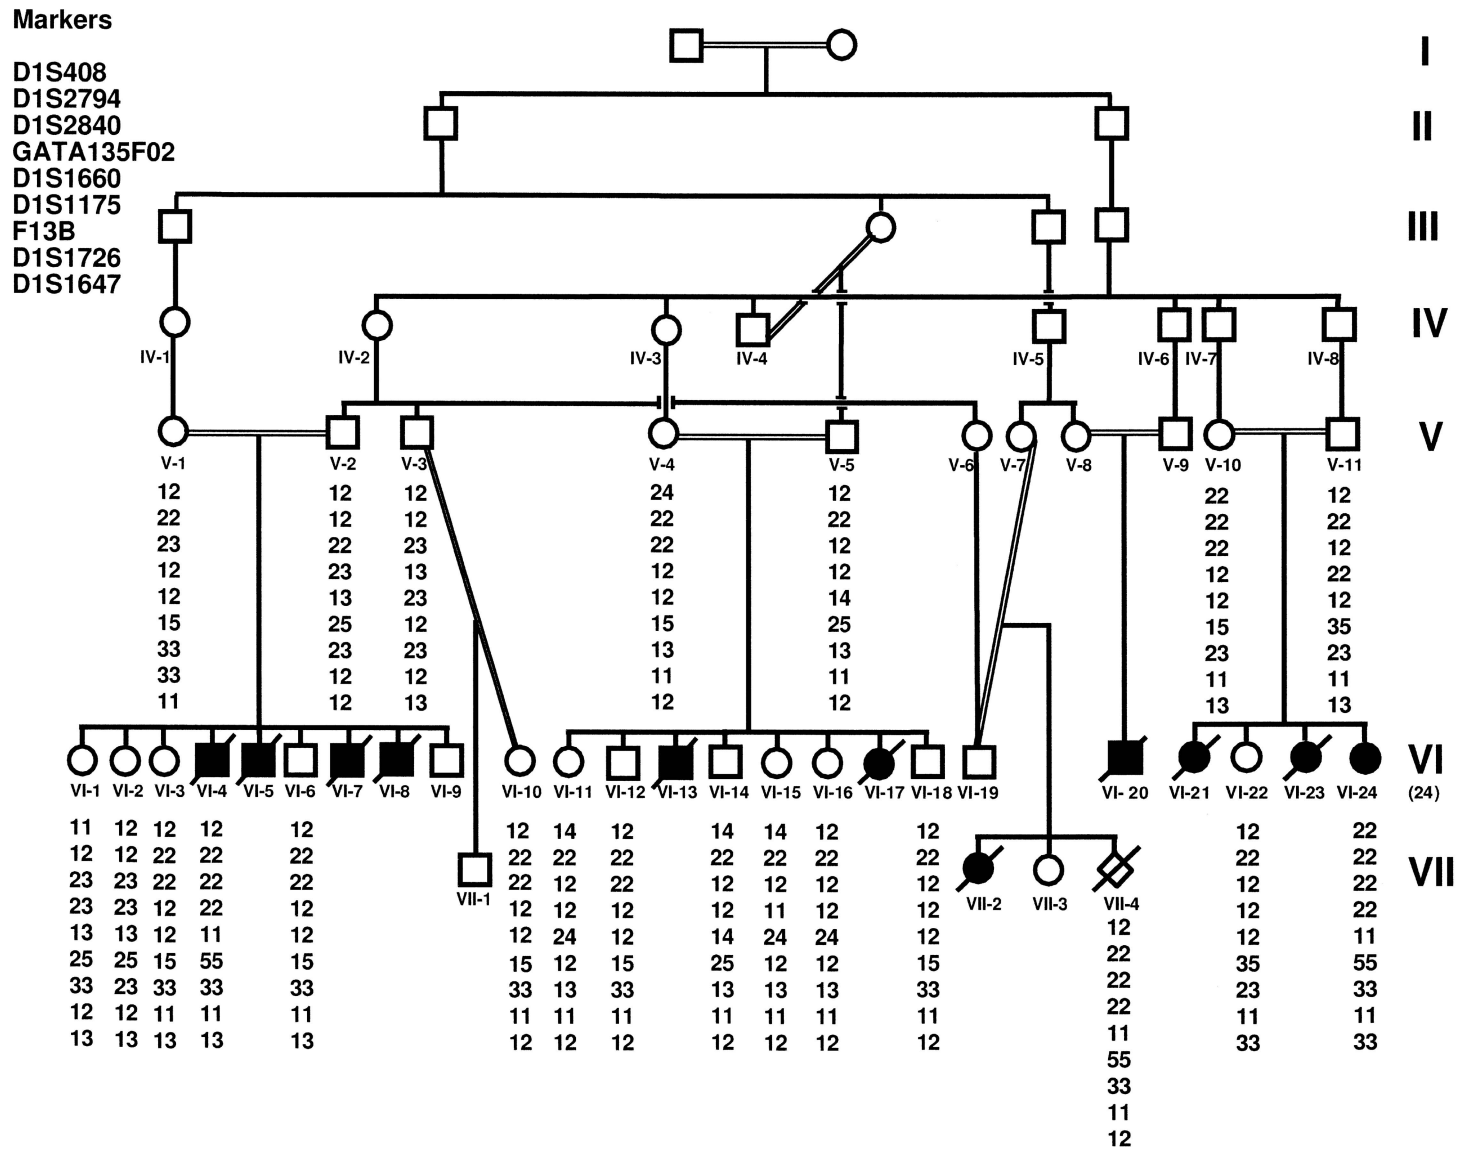 Markers
I
D1S408
D1S2794
D1S2840
II
GATA135F02
D1S1660
D1S1175
F13B
III
D1S1726
D1S1647
IV
IV-1 IV-2 IV-3 IV-4 IV-5 IV-6 IV-7 IV-8
V
V-1 V-2 V-3 V-4 V-5 V-6 V-7 V-8 V-9 V-10 V-11
12 12 12 24 12 22 12
22 12 12 22 22 22 22
23 22 23 22 12 22 12
12 23 13 12 12 12 22
12 13 23 12 14 12 12
15 25 12 15 25 15 35
33 23 23 13 13 23 23
33 12 12 11 11 11 11
11 12 13 12 12 13 13
VI
VI-1 VI-2 VI-3 VI-4 VI-5 VI-6 VI-7 VI-8 VI-9 VI-10 VI-11 VI-12 VI-13 VI-14 VI-15 VI-16 VI-17 VI-18 VI-19 VI- 20 VI-21 VI-22 VI-23 VI-24 (24)
11 12 12 12 12 12 14 12 14 14 12 12 12 22
12 12 22 22 22 22 22 22 22 22 22 22 22 22
23 23 22 22 22 22 12 22 12 12 12 12 12 22
23 23 12 22 12 12 12 12 12 11 12 12 12 22
13 13 12 11 12 12 24 12 14 24 24 12 12 11
25 25 15 55 15 15 12 15 25 12 12 15 35 55
33 23 33 33 33 33 13 33 13 13 13 33 23 33
12 12 11 11 11 11 11 11 11 11 11 11 11 11
13 13 13 13 13 12 12 12 12 12 12 12 33 33
VII
VII-1 VII-2 VII-3 VII-4
12
22
22
22
11
55
33
11
12